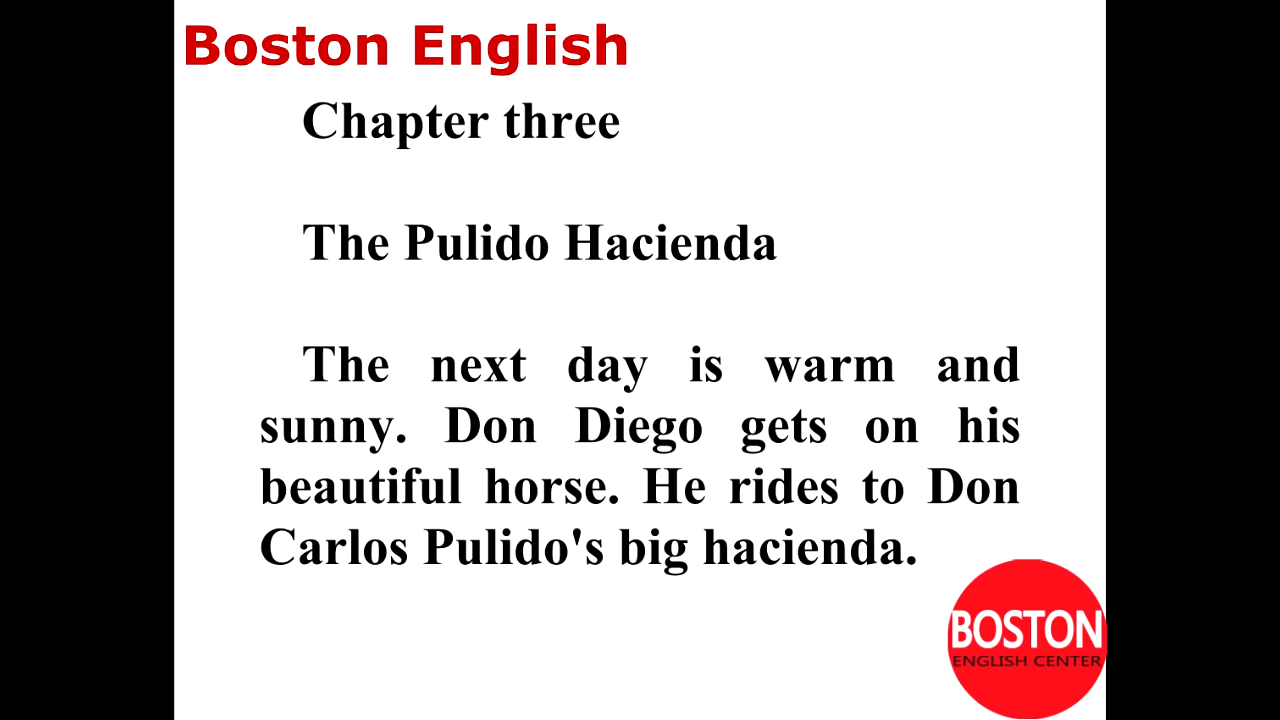 Boston English
Chapter three
The Pulido Hacienda
The next day is warm and
sunny. Don Diego gets on his
beautiful horse. He rides to Don
Carlos Pulido's big hacienda.
BOSTON
ENGLISH CENTER